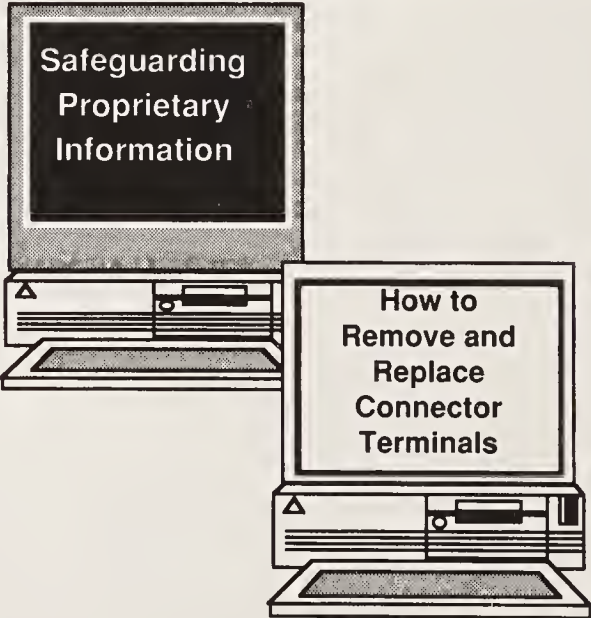 Safeguarding
Proprietary
Information
How to
Remove and
Replace
Connector
Terminals